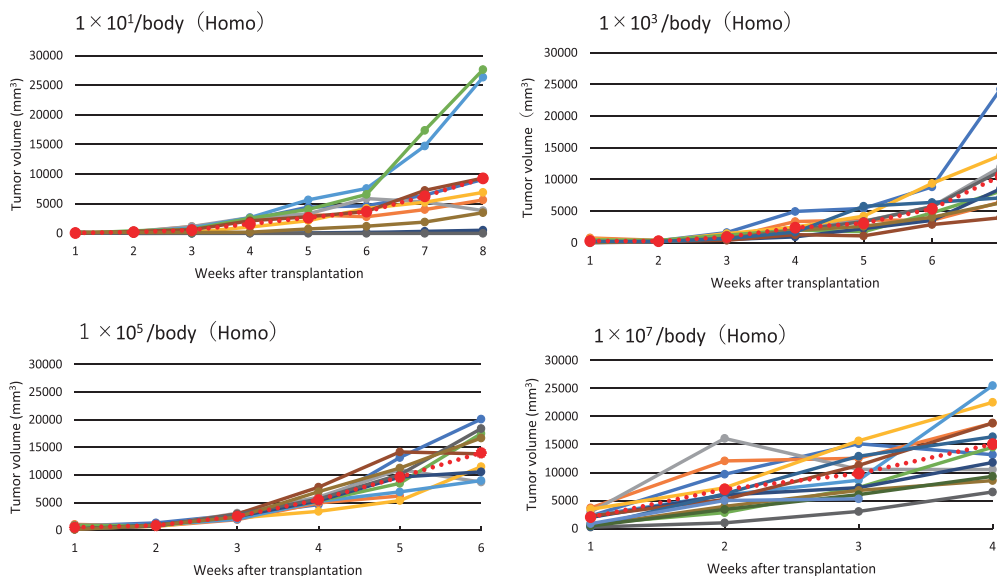 1 × 10¹/body (Homo)
30000
25000
20000
15000
10000
5000
0
Tumor volume (mm³)
1 2 3 4 5 6 7 8
Weeks after transplantation
1 × 10³/body (Homo)
30000
25000
20000
15000
10000
5000
0
Tumor volume (mm³)
1 2 3 4 5 6
Weeks after transplantation
1 × 10⁵/body (Homo)
30000
25000
20000
15000
10000
5000
0
Tumor volume (mm³)
1 2 3 4 5 6
Weeks after transplantation
1 × 10⁷/body (Homo)
30000
25000
20000
15000
10000
5000
0
Tumor volume (mm³)
1 2 3 4
Weeks after transplantation